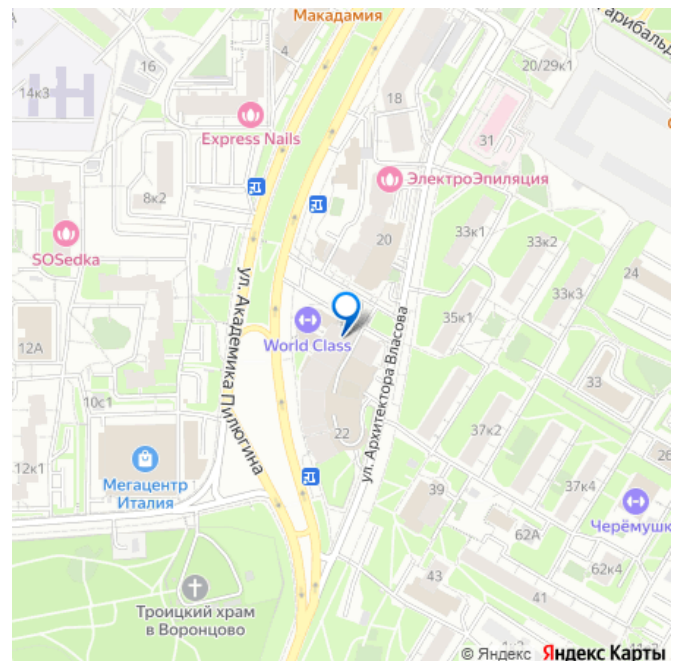 Макадамия
4
16
20/29к1
14к3
18
Express Nails
31
ЭлектроЭпиляция
8к2
33к1
33к2
20
SOSedka
24
33к3
ул. Академика Пилюгина
35к1
World Class
12А
ул. Архитектора Власова
33
10с1
22
37к2
12к1
Мегацентр
Италия
39
37к4
26
Черёмушк
62А
43
62к4
41
Троицкий храм
в Воронцово
© Яндекс Яндекс Карты